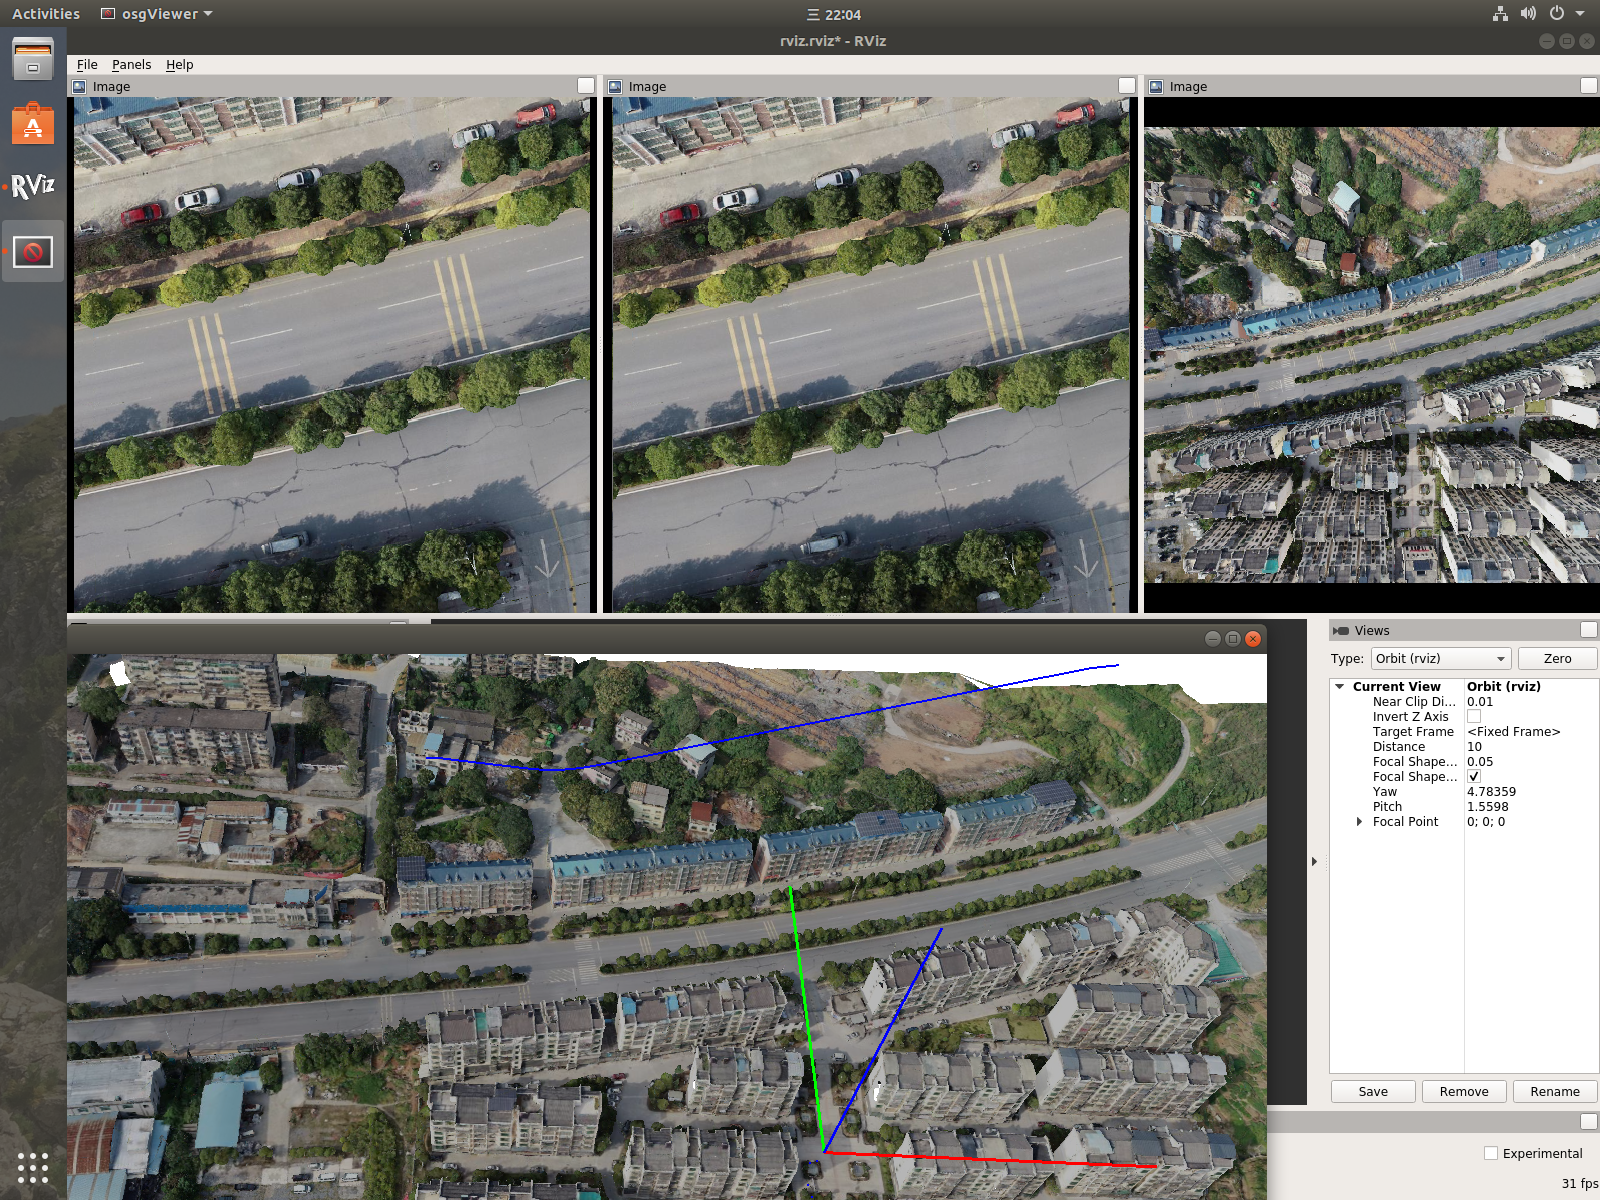 Activities
osgViewer
三 22:04
rviz.rviz* - RViz
File Panels Help
Image
Image
Image
RViz
Views
Type: Orbit (rviz)
Zero
Current View Orbit (rviz)
Near Clip Di... 0.01
Invert Z Axis
Target Frame <Fixed Frame>
Distance 10
Focal Shape... 0.05
Focal Shape... ✓
Yaw 4.78359
Pitch 1.5598
Focal Point 0; 0; 0
Save
Remove
Rename
Experimental
31 fps